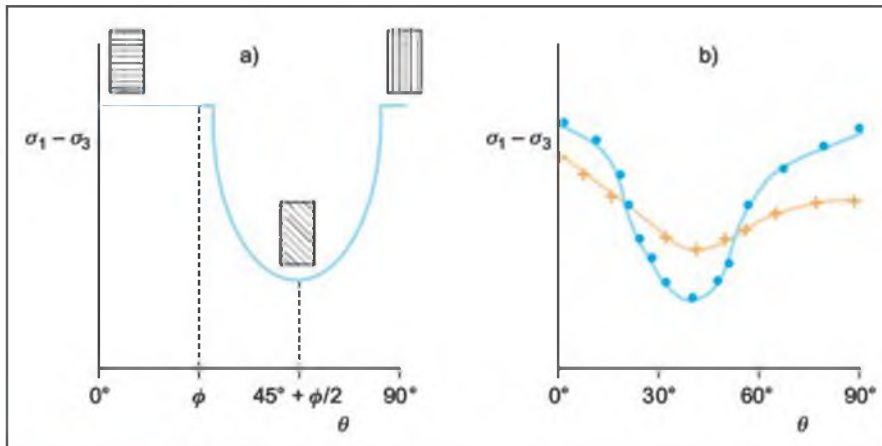 a)
σ₁ – σ₃
0° ϕ 45° + ϕ/2 90°
θ
b)
σ₁ – σ₃
0° 30° 60° 90°
θ